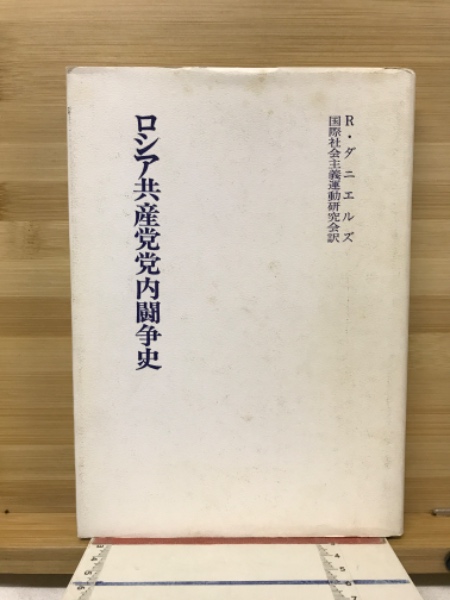 R・ダニエルズ
国際社会主義運動研究会訳
ロシア共産党党内闘争史